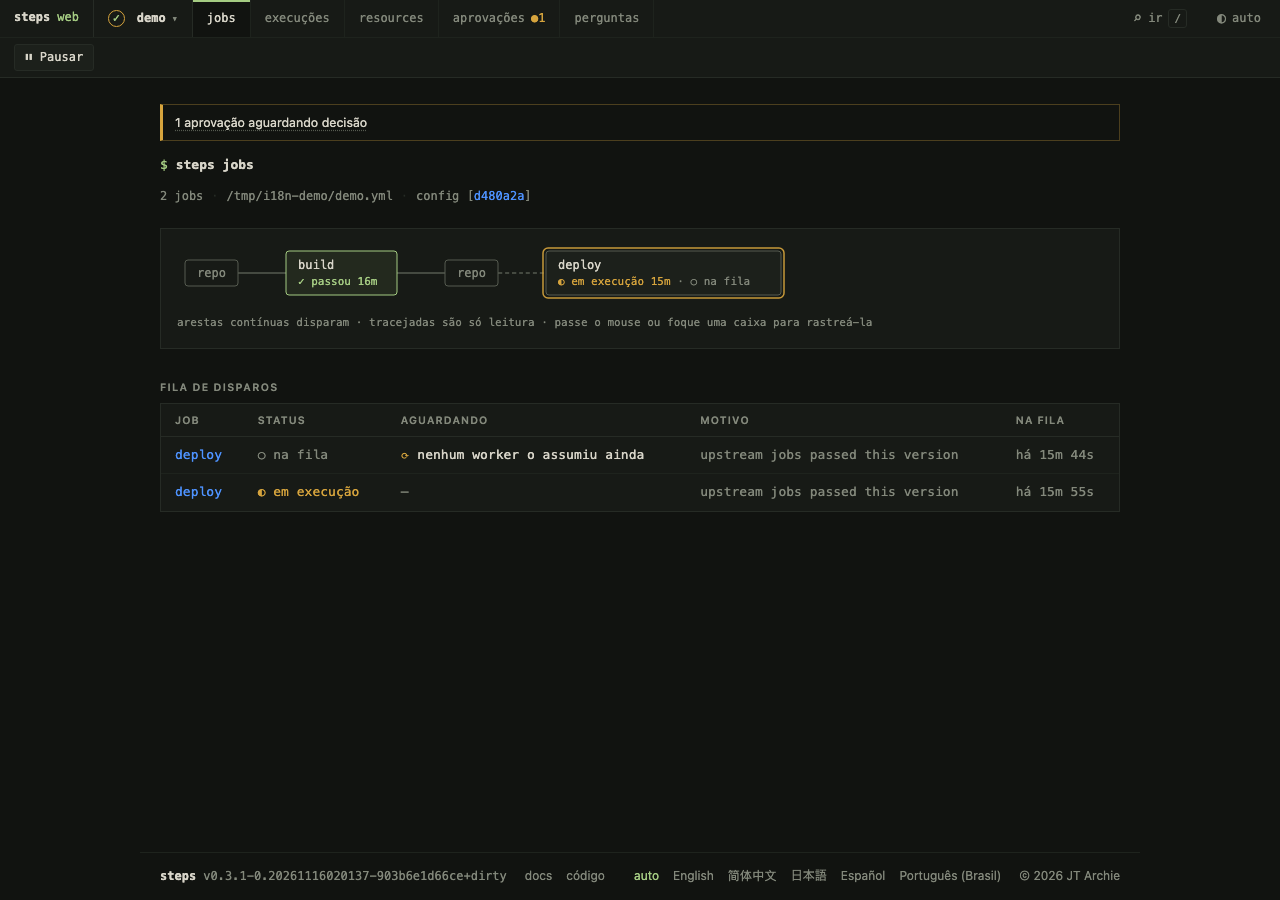 steps web ✓ demo ▾ jobs execuções resources aprovações ●1 perguntas ⌕ ir / ◐ auto
⏸ Pausar
1 aprovação aguardando decisão
$ steps jobs
2 jobs · /tmp/i18n-demo/demo.yml · config [d480a2a]
repo build repo deploy
✓ passou 16m ◐ em execução 15m · ○ na fila
arestas contínuas disparam · tracejadas são só leitura · passe o mouse ou foque uma caixa para rastreá-la
FILA DE DISPAROS
JOB STATUS AGUARDANDO MOTIVO NA FILA
deploy ○ na fila ⟳ nenhum worker o assumiu ainda upstream jobs passed this version há 15m 44s
deploy ◐ em execução — upstream jobs passed this version há 15m 55s
steps v0.3.1-0.20261116020137-903b6e1d66ce+dirty docs código auto English 简体中文 日本語 Español Português (Brasil) © 2026 JT Archie